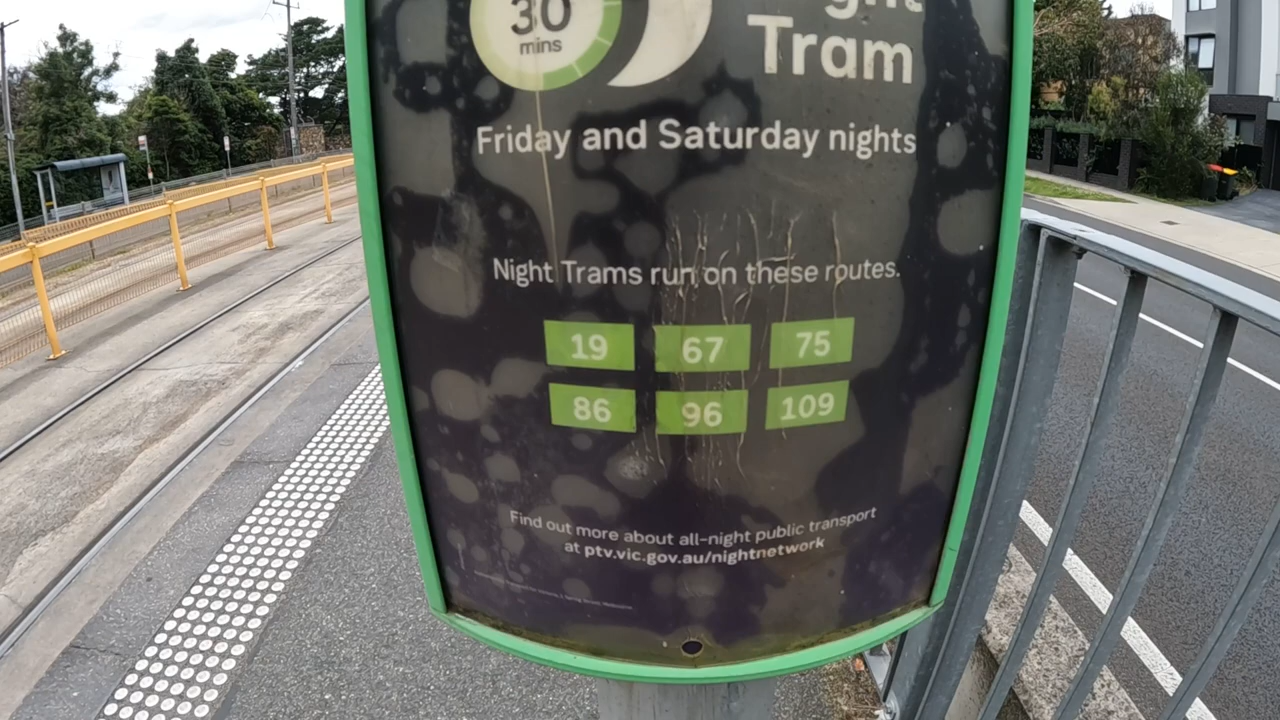 30
mins
Tram
Friday and Saturday nights
Night Trams run on these routes.
19 67 75
86 96 109
Find out more about all-night public transport
at ptv.vic.gov.au/nightnetwork